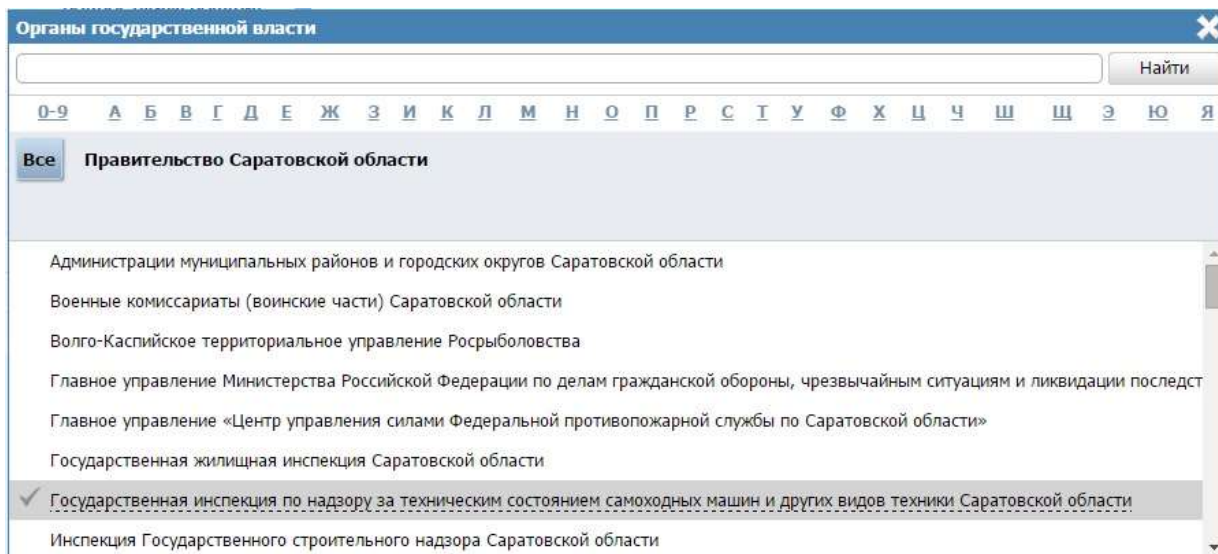 Органы государственной власти
Найти
0-9 А Б В Г Д Е Ж З И К Л М Н О П Р С Т У Ф Х Ц Ч Ш Щ Э Ю Я
Все Правительство Саратовской области
Администрации муниципальных районов и городских округов Саратовской области
Военные комиссариаты (воинские части) Саратовской области
Волго-Каспийское территориальное управление Росрыболовства
Главное управление Министерства Российской Федерации по делам гражданской обороны, чрезвычайным ситуациям и ликвидации последст
Главное управление «Центр управления силами Федеральной противопожарной службы по Саратовской области»
Государственная жилищная инспекция Саратовской области
Государственная инспекция по надзору за техническим состоянием самоходных машин и других видов техники Саратовской области
Инспекция Государственного строительного надзора Саратовской области